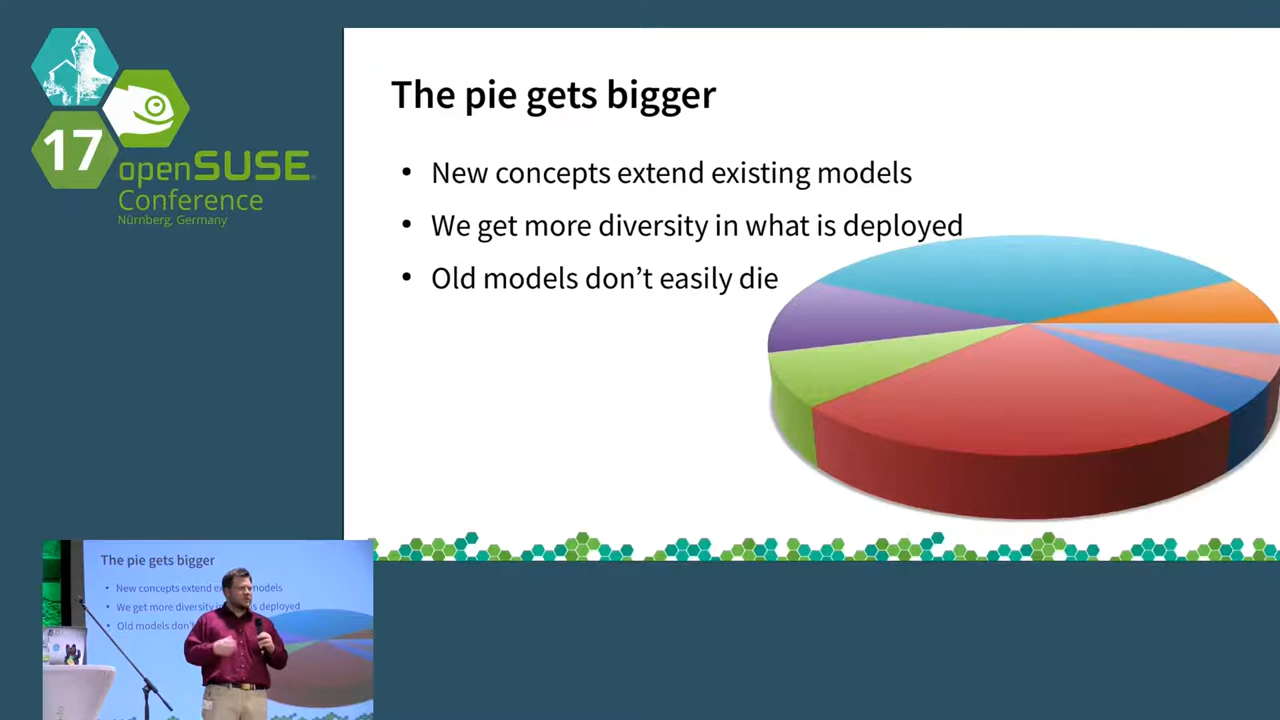 17
openSUSE
Conference
Nürnberg, Germany
The pie gets bigger
• New concepts extend existing models
• We get more diversity in what is deployed
• Old models don’t easily die
The pie gets bigger
• New concepts extend ex models
• We get more diversity is deployed
• Old models don't